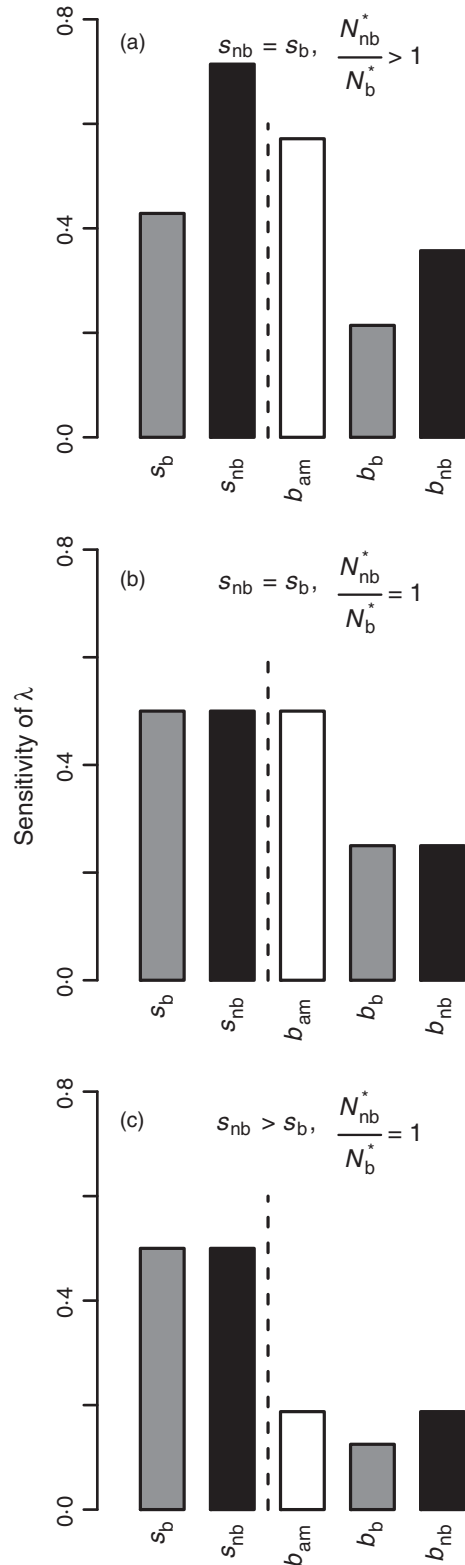 (a)
s_nb = s_b, N*_nb / N*_b > 1
0·8
0·4
0·0
s_b s_nb b_am b_b b_nb
Sensitivity of λ
(b)
s_nb = s_b, N*_nb / N*_b = 1
0·8
0·4
0·0
s_b s_nb b_am b_b b_nb
(c)
s_nb > s_b, N*_nb / N*_b = 1
0·8
0·4
0·0
s_b s_nb b_am b_b b_nb